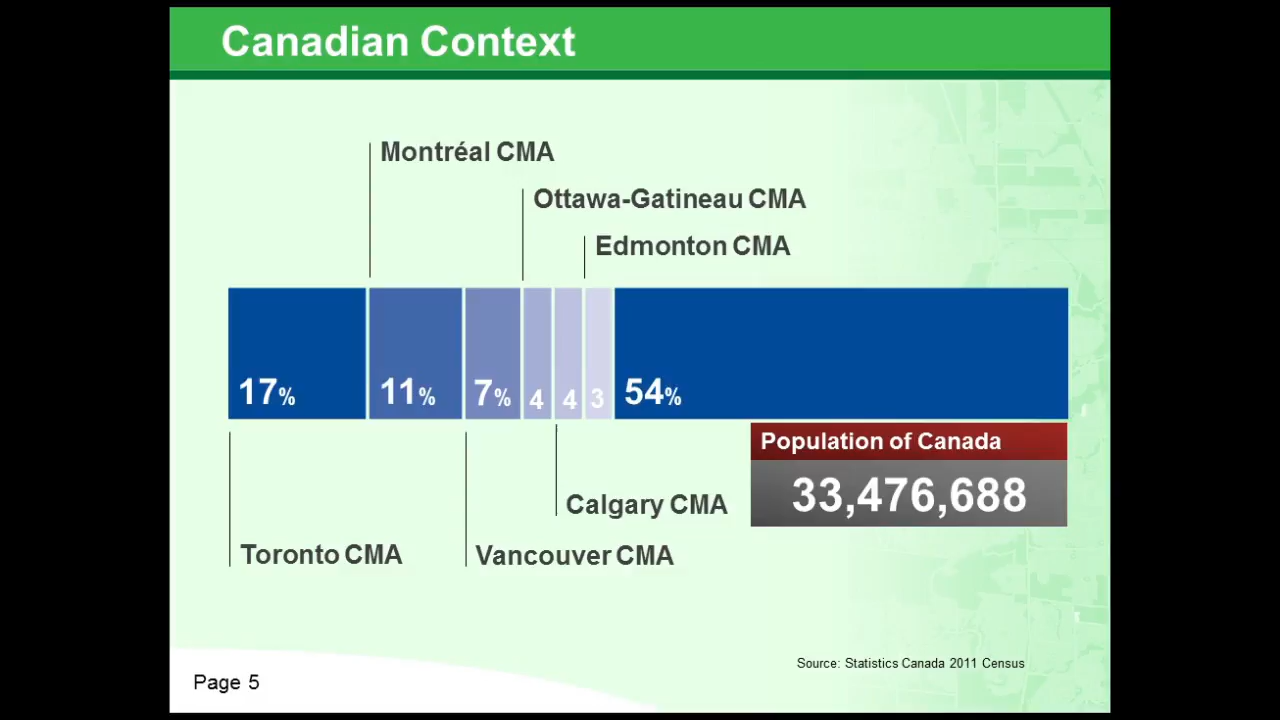 Canadian Context
Montréal CMA
Ottawa-Gatineau CMA
Edmonton CMA
17% 11% 7% 4 4 3 54%
Population of Canada
33,476,688
Calgary CMA
Toronto CMA Vancouver CMA
Source: Statistics Canada 2011 Census
Page 5